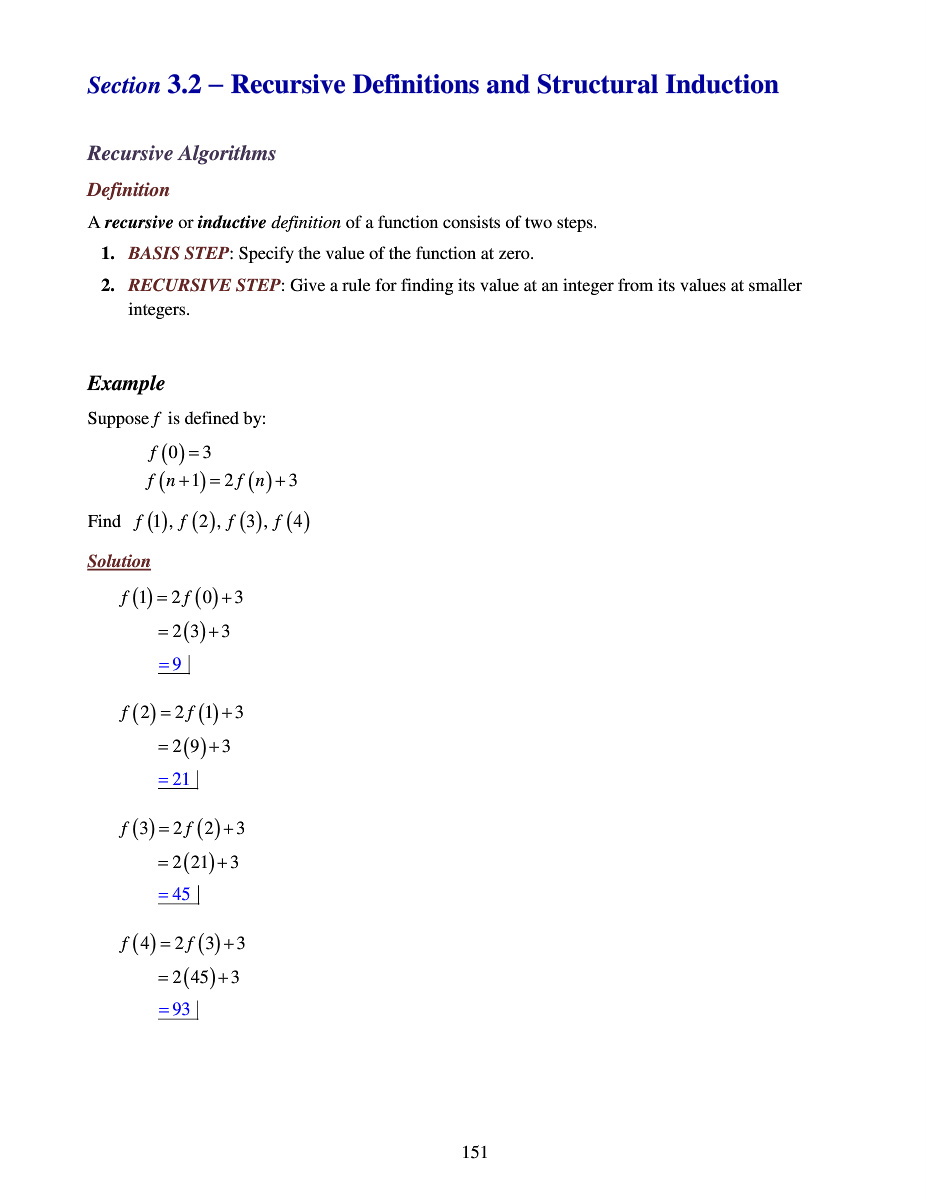 Section 3.2 – Recursive Definitions and Structural Induction
Recursive Algorithms
Definition
A recursive or inductive definition of a function consists of two steps.
1. BASIS STEP: Specify the value of the function at zero.
2. RECURSIVE STEP: Give a rule for finding its value at an integer from its values at smaller
integers.
Example
Suppose f is defined by:
f(0) = 3
f(n+1) = 2f(n)+3
Find f(1), f(2), f(3), f(4)
Solution
f(1) = 2f(0)+3
= 2(3)+3
= 9
f(2) = 2f(1)+3
= 2(9)+3
= 21
f(3) = 2f(2)+3
= 2(21)+3
= 45
f(4) = 2f(3)+3
= 2(45)+3
= 93
151